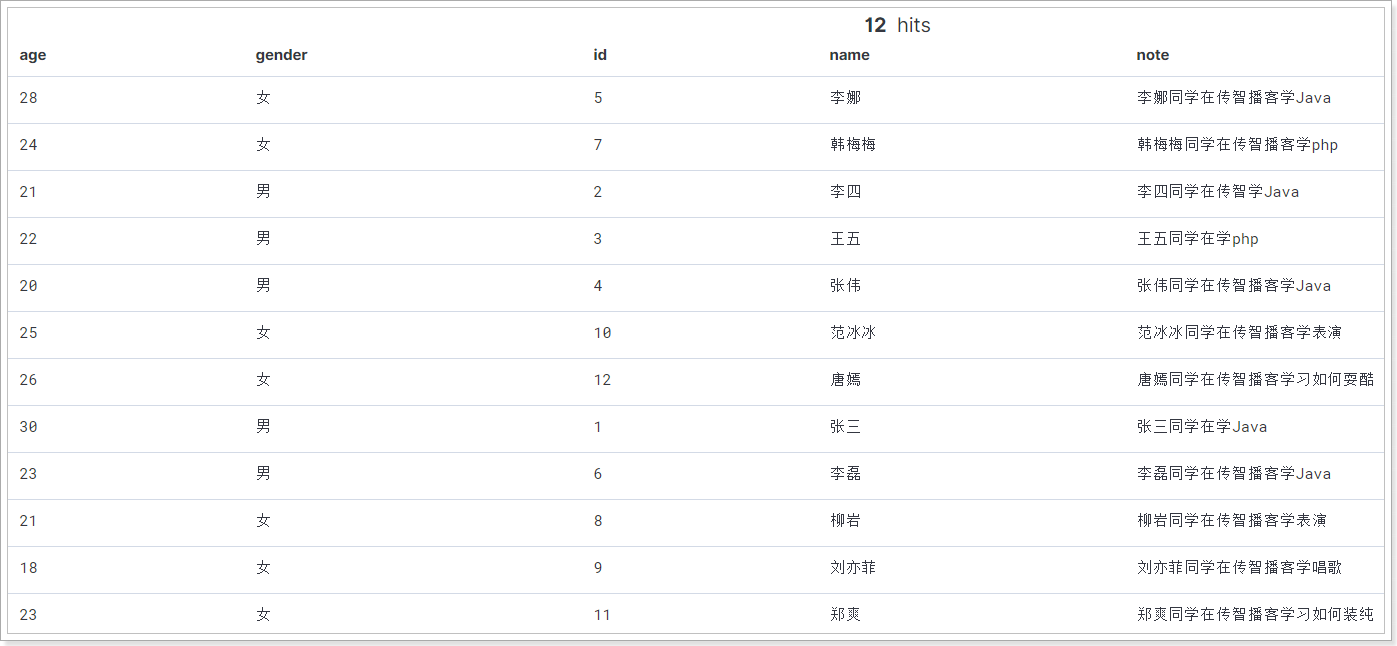 12 hits
age gender id name note
28 女 5 李娜 李娜同学在传智播客学Java
24 女 7 韩梅梅 韩梅梅同学在传智播客学php
21 男 2 李四 李四同学在传智学Java
22 男 3 王五 王五同学在学php
20 男 4 张伟 张伟同学在传智播客学Java
25 女 10 范冰冰 范冰冰同学在传智播客学表演
26 女 12 唐嫣 唐嫣同学在传智播客学习如何耍酷
30 男 1 张三 张三同学在学Java
23 男 6 李磊 李磊同学在传智播客学Java
21 女 8 柳岩 柳岩同学在传智播客学表演
18 女 9 刘亦菲 刘亦菲同学在传智播客学唱歌
23 女 11 郑爽 郑爽同学在传智播客学习如何装纯